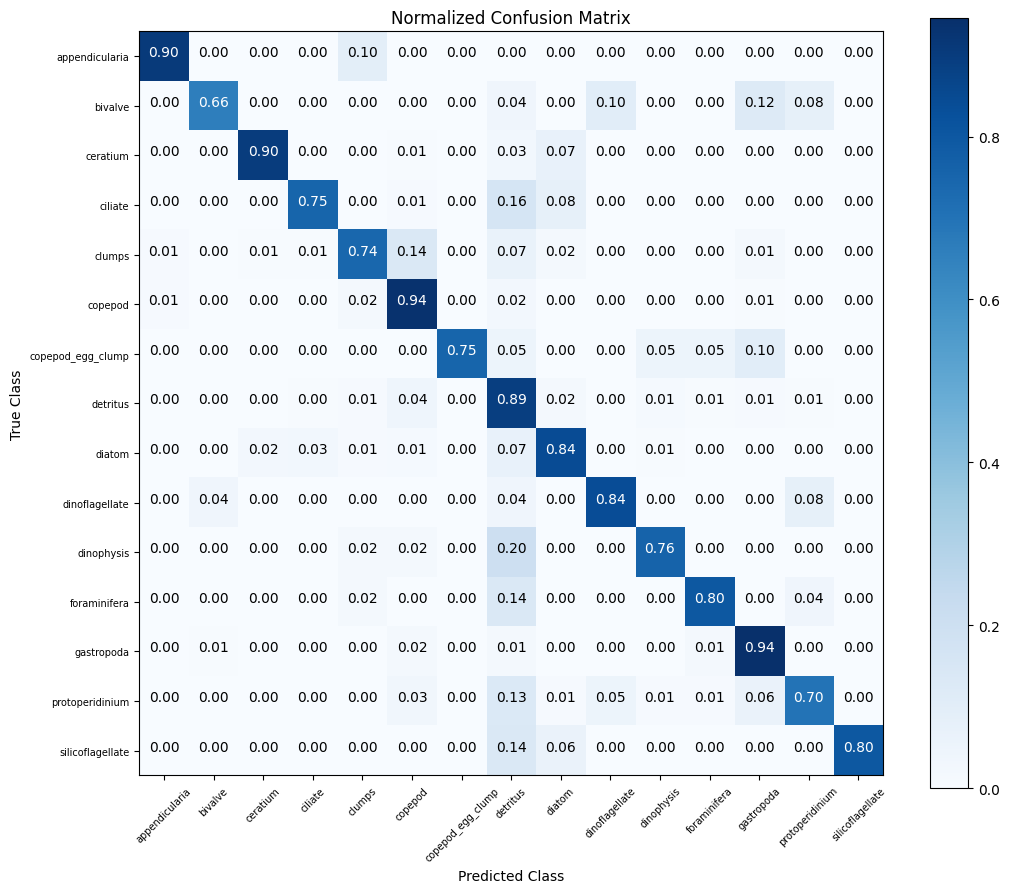 Normalized Confusion Matrix
True Class
appendicularia 0.90 0.00 0.00 0.00 0.10 0.00 0.00 0.00 0.00 0.00 0.00 0.00 0.00 0.00 0.00
bivalve 0.00 0.66 0.00 0.00 0.00 0.00 0.00 0.04 0.00 0.10 0.00 0.00 0.12 0.08 0.00
ceratium 0.00 0.00 0.90 0.00 0.00 0.01 0.00 0.03 0.07 0.00 0.00 0.00 0.00 0.00 0.00
ciliate 0.00 0.00 0.00 0.75 0.00 0.01 0.00 0.16 0.08 0.00 0.00 0.00 0.00 0.00 0.00
clumps 0.01 0.00 0.01 0.01 0.74 0.14 0.00 0.07 0.02 0.00 0.00 0.00 0.01 0.00 0.00
copepod 0.01 0.00 0.00 0.00 0.02 0.94 0.00 0.02 0.00 0.00 0.00 0.00 0.01 0.00 0.00
copepod_egg_clump 0.00 0.00 0.00 0.00 0.00 0.00 0.75 0.05 0.00 0.00 0.05 0.05 0.10 0.00 0.00
detritus 0.00 0.00 0.00 0.00 0.01 0.04 0.00 0.89 0.02 0.00 0.01 0.01 0.01 0.01 0.00
diatom 0.00 0.00 0.02 0.03 0.01 0.01 0.00 0.07 0.84 0.00 0.01 0.00 0.00 0.00 0.00
dinoflagellate 0.00 0.04 0.00 0.00 0.00 0.00 0.00 0.04 0.00 0.84 0.00 0.00 0.00 0.08 0.00
dinophysis 0.00 0.00 0.00 0.00 0.02 0.02 0.00 0.20 0.00 0.00 0.76 0.00 0.00 0.00 0.00
foraminifera 0.00 0.00 0.00 0.00 0.02 0.00 0.00 0.14 0.00 0.00 0.00 0.80 0.00 0.04 0.00
gastropoda 0.00 0.01 0.00 0.00 0.00 0.02 0.00 0.01 0.00 0.00 0.00 0.01 0.94 0.00 0.00
protoperidinium 0.00 0.00 0.00 0.00 0.00 0.03 0.00 0.13 0.01 0.05 0.01 0.01 0.06 0.70 0.00
silicoflagellate 0.00 0.00 0.00 0.00 0.00 0.00 0.00 0.14 0.06 0.00 0.00 0.00 0.00 0.00 0.80
appendicularia bivalve ceratium ciliate clumps copepod copepod_egg_clump detritus diatom dinoflagellate dinophysis foraminifera gastropoda protoperidinium silicoflagellate
Predicted Class
0.8
0.6
0.4
0.2
0.0